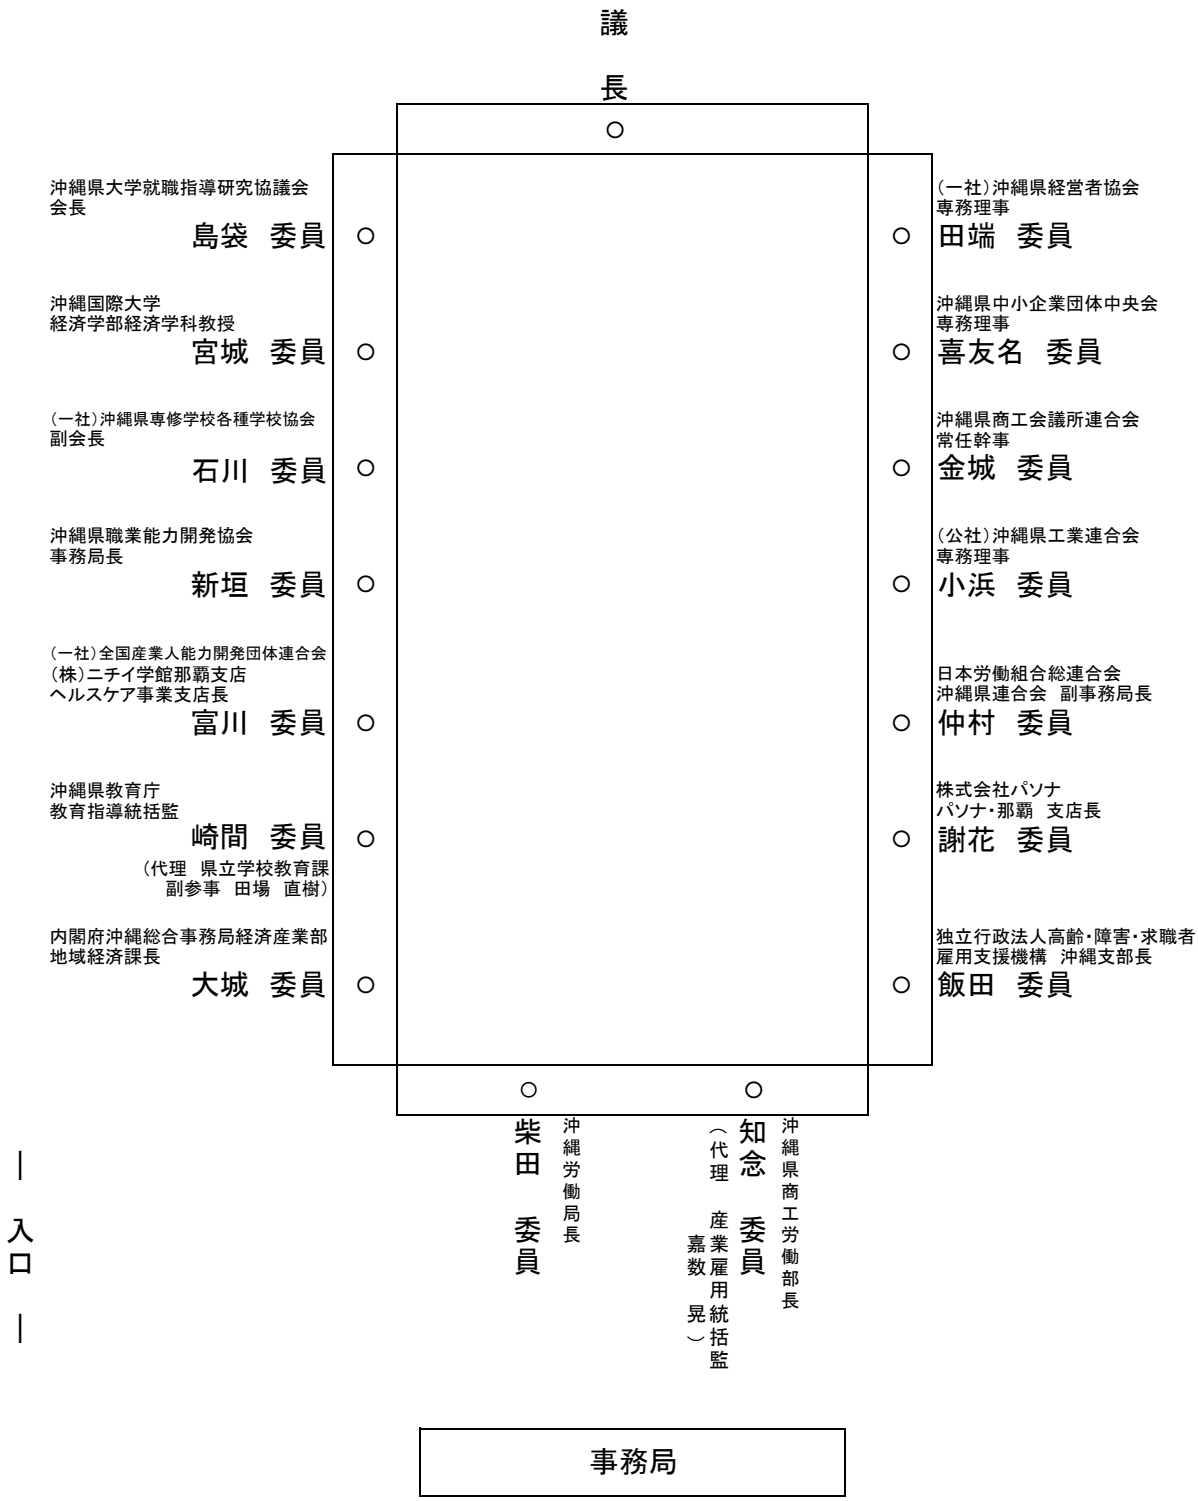 議長
沖縄県大学就職指導研究協議会
会長
島袋　委員
沖縄国際大学
経済学部経済学科教授
宮城　委員
(一社)沖縄県専修学校各種学校協会
副会長
石川　委員
沖縄県職業能力開発協会
事務局長
新垣　委員
(一社)全国産業人能力開発団体連合会
(株)ニチイ学館那覇支店
ヘルスケア事業支店長
富川　委員
沖縄県教育庁
教育指導統括監
崎間　委員
(代理　県立学校教育課
副参事　田場　直樹)
内閣府沖縄総合事務局経済産業部
地域経済課長
大城　委員
(一社)沖縄県経営者協会
専務理事
田端　委員
沖縄県中小企業団体中央会
専務理事
喜友名　委員
沖縄県商工会議所連合会
常任幹事
金城　委員
(公社)沖縄県工業連合会
専務理事
小浜　委員
日本労働組合総連合会
沖縄県連合会　副事務局長
仲村　委員
株式会社パソナ
パソナ・那覇　支店長
謝花　委員
独立行政法人高齢・障害・求職者
雇用支援機構　沖縄支部長
飯田　委員
沖縄労働局長
柴田　委員
沖縄県商工労働部長
知念　委員
(代理　産業雇用統括監
嘉数　晃)
｜　入口　｜
事務局